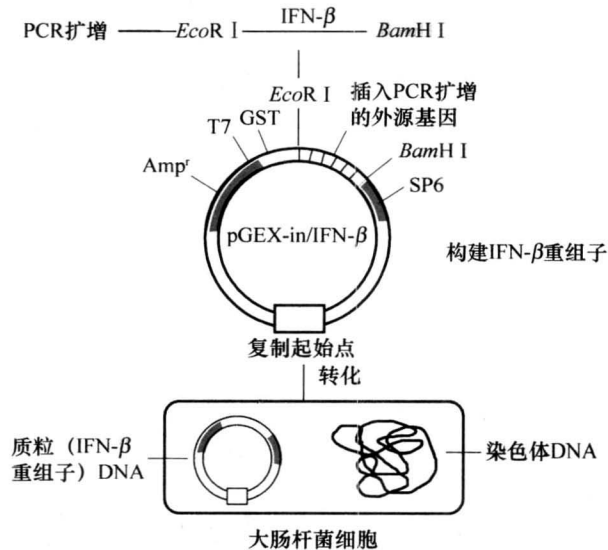 PCR扩增 EcoR I IFN-β BamH I
EcoR I
插入PCR扩增
的外源基因
T7 GST
BamH I
Ampʳ
SP6
pGEX-in/IFN-β
构建IFN-β重组子
复制起始点
转化
质粒（IFN-β
重组子）DNA
染色体DNA
大肠杆菌细胞